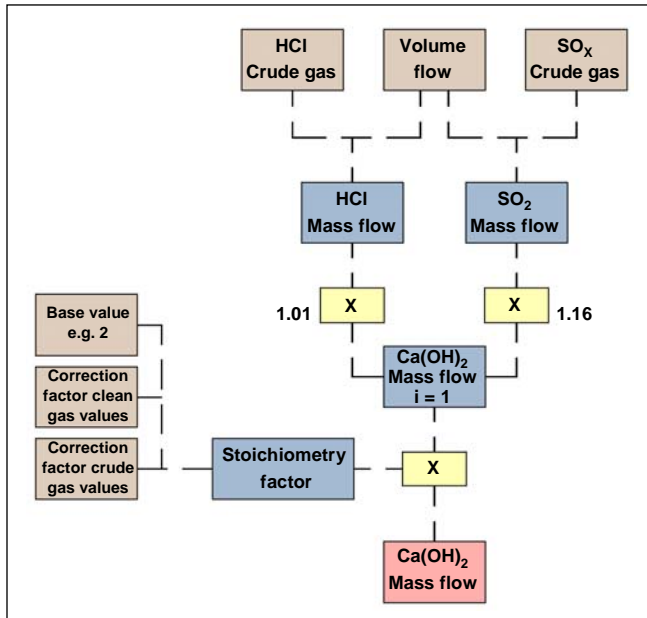 HCl
Crude gas
Volume
flow
SOₓ
Crude gas
HCl
Mass flow
SO₂
Mass flow
1.01
X
X
1.16
Base value
e.g. 2
Ca(OH)₂
Mass flow
i = 1
Correction
factor clean
gas values
Correction
factor crude
gas values
Stoichiometry
factor
X
Ca(OH)₂
Mass flow